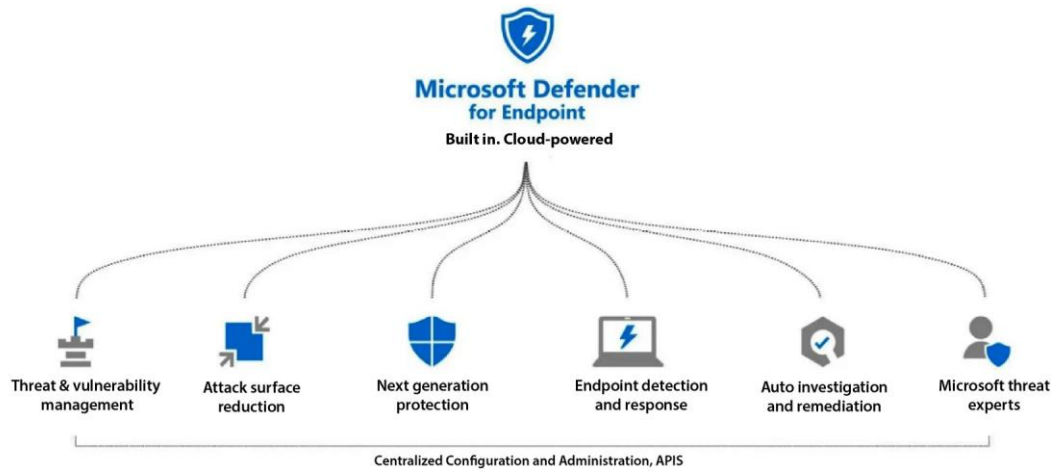 Microsoft Defender
for Endpoint
Built in. Cloud-powered
Threat & vulnerability
management
Attack surface
reduction
Next generation
protection
Endpoint detection
and response
Auto investigation
and remediation
Microsoft threat
experts
Centralized Configuration and Administration, APIS